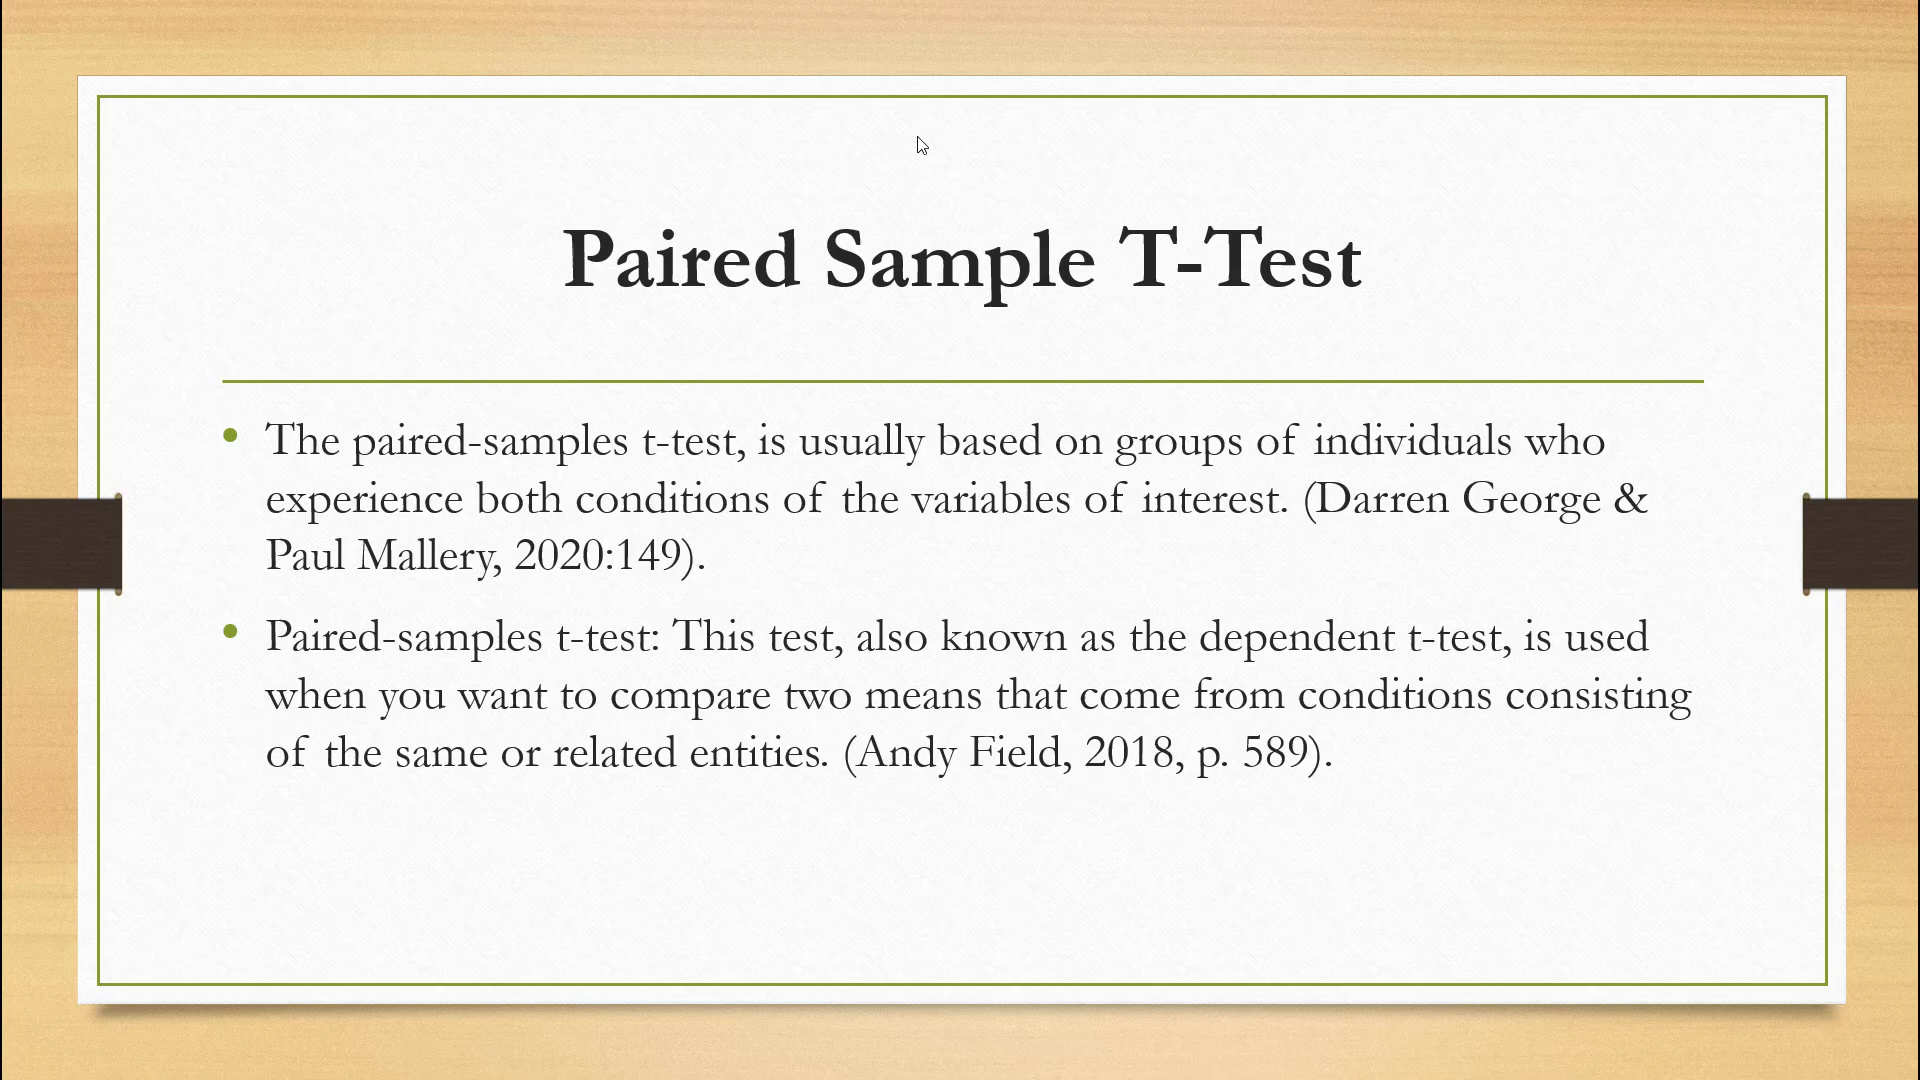 Paired Sample T-Test
• The paired-samples t-test, is usually based on groups of individuals who
experience both conditions of the variables of interest. (Darren George &
Paul Mallery, 2020:149).
• Paired-samples t-test: This test, also known as the dependent t-test, is used
when you want to compare two means that come from conditions consisting
of the same or related entities. (Andy Field, 2018, p. 589).